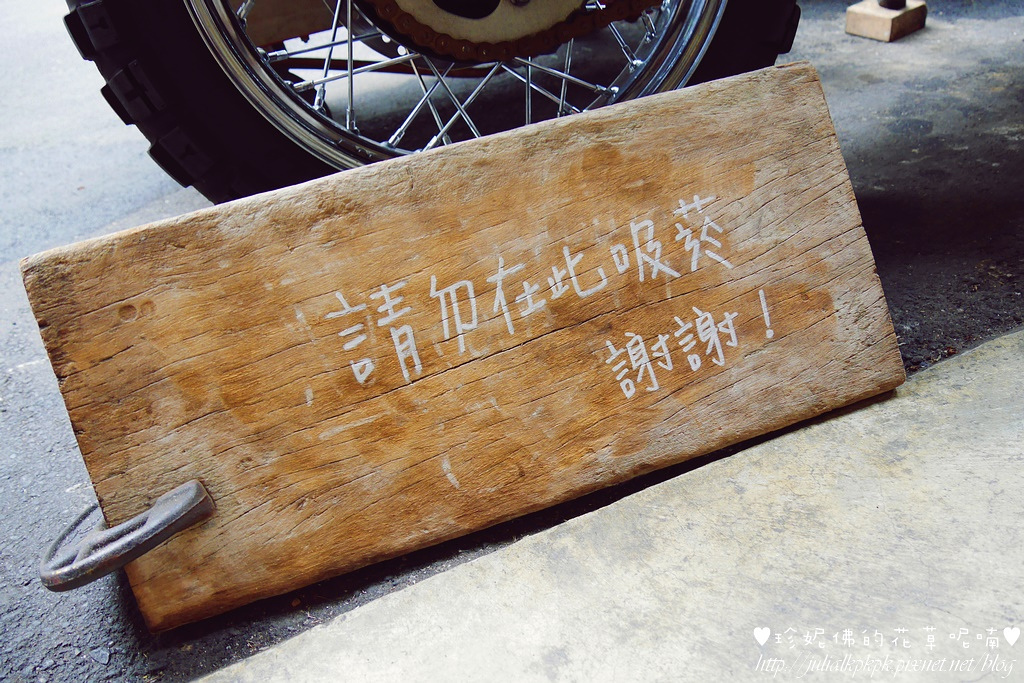 請勿在此吸菸
謝謝！
♥珍妮佛的花草呢喃♥
http://julialkpkpk.pixnet.net/blog